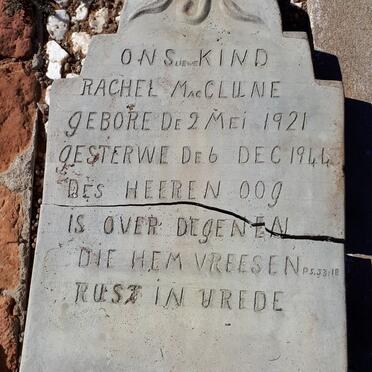 ONS LIEWE KIND
RACHEL MACCLUNE
GEBORE DE 2 MEI 1921
GESTERWE DE 6 DEC 1944
DES HEEREN OOG
IS OVER DEGENEN
DIE HEM VREESEN PS.33:18
RUST IN VREDE